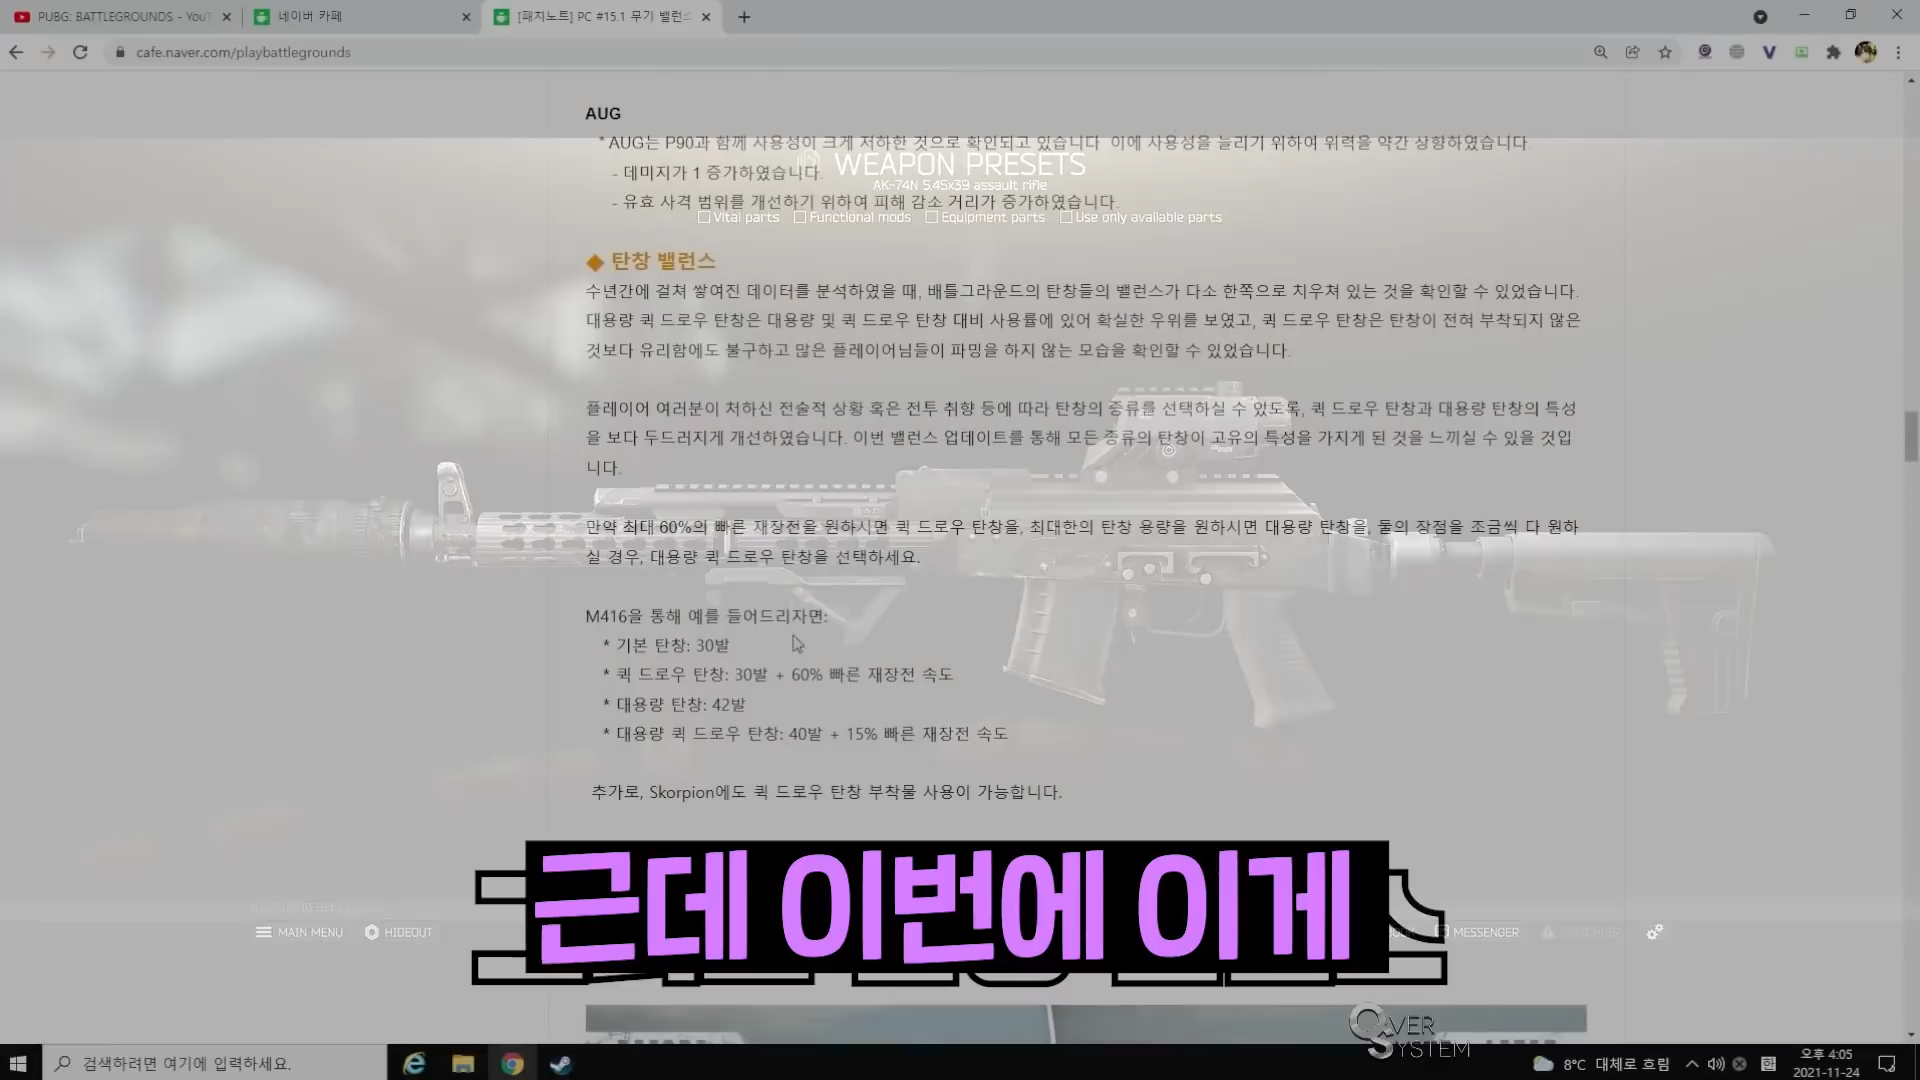 PUBG: BATTLEGROUNDS - YouT
네이버 카페
[패치노트] PC #15.1 무기 밸런스
cafe.naver.com/playbattlegrounds
AUG
* AUG는 P90과 함께 사용성이 크게 저하한 것으로 확인되고 있습니다 이에 사용성을 늘리기 위하여 위력을 약간 상향하였습니다.
WEAPON PRESETS
- 데미지가 1 증가하였습니다.
AK-74N 5.45x39 assault rifle
- 유효 사격 범위를 개선하기 위하여 피해 감소 거리가 증가하였습니다.
Vital parts Functional mods Equipment parts Use only available parts
◆ 탄창 밸런스
수년간에 걸쳐 쌓여진 데이터를 분석하였을 때, 배틀그라운드의 탄창들의 밸런스가 다소 한쪽으로 치우쳐 있는 것을 확인할 수 있었습니다.
대용량 퀵 드로우 탄창은 대용량 및 퀵 드로우 탄창 대비 사용률에 있어 확실한 우위를 보였고, 퀵 드로우 탄창은 탄창이 전혀 부착되지 않은
것보다 유리함에도 불구하고 많은 플레이어님들이 파밍을 하지 않는 모습을 확인할 수 있었습니다.
플레이어 여러분이 처하신 전술적 상황 혹은 전투 취향 등에 따라 탄창의 종류를 선택하실 수 있도록, 퀵 드로우 탄창과 대용량 탄창의 특성
을 보다 두드러지게 개선하였습니다. 이번 밸런스 업데이트를 통해 모든 종류의 탄창이 고유의 특성을 가지게 된 것을 느끼실 수 있을 것입
니다.
만약 최대 60%의 빠른 재장전을 원하시면 퀵 드로우 탄창을, 최대한의 탄창 용량을 원하시면 대용량 탄창을, 둘의 장점을 조금씩 다 원하
실 경우, 대용량 퀵 드로우 탄창을 선택하세요.
M416을 통해 예를 들어드리자면:
* 기본 탄창: 30발
* 퀵 드로우 탄창: 30발 + 60% 빠른 재장전 속도
* 대용량 탄창: 42발
* 대용량 퀵 드로우 탄창: 40발 + 15% 빠른 재장전 속도
추가로, Skorpion에도 퀵 드로우 탄창 부착물 사용이 가능합니다.
근데 이번에 이게
MAIN MENU HIDEOUT MESSENGER
OVER SYSTEM
검색하려면 여기에 입력하세요.
8°C 대체로 흐림
한
오후 4:05
2021-11-24